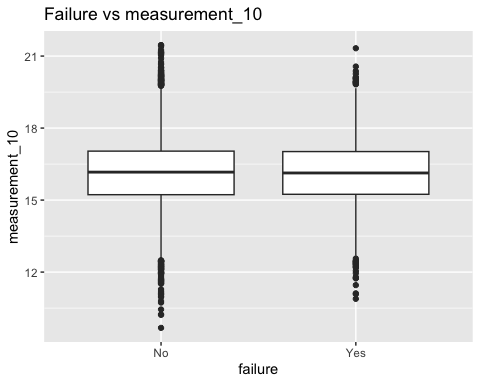 Failure vs measurement_10
measurement_10
21
18
15
12
No
Yes
failure